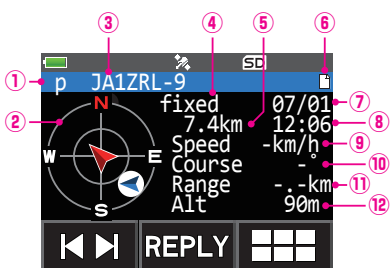 ③ ④ ⑤ ⑥
SD
① p JA1ZRL-9
② N fixed 07/01 ⑦
7.4km 12:06 ⑧
W E Speed -km/h ⑨
Course -° ⑩
Range -.-km ⑪
S Alt 90m ⑫
REPLY